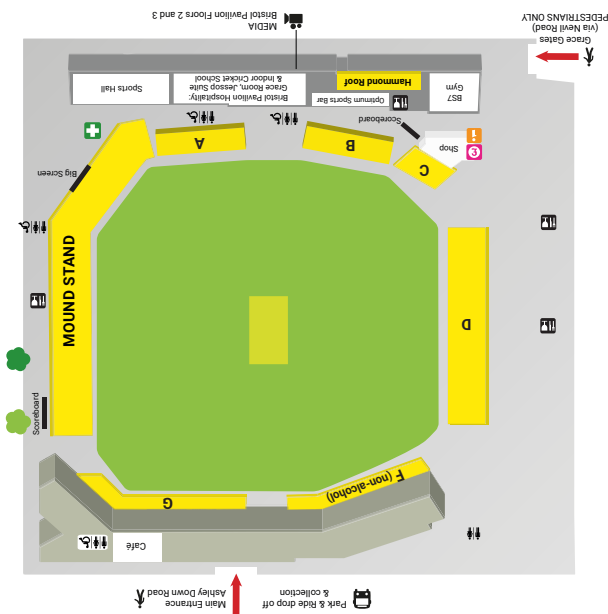 MEDIA
Bristol Pavilion Floors 2 and 3
Grace Gates
(via Nevil Road)
PEDESTRIANS ONLY
Sports Hall
Bristol Pavilion Hospitality:
Grace Room, Jessop Suite
& Indoor Cricket School
Hammond Roof
Optimum Sports Bar
BS7
Gym
Scoreboard
Shop
3
A
B
C
Big Screen
MOUND STAND
D
Scoreboard
G
F (non-alcohol)
Café
Main Entrance
Ashley Down Road
Park & Ride drop off
& collection